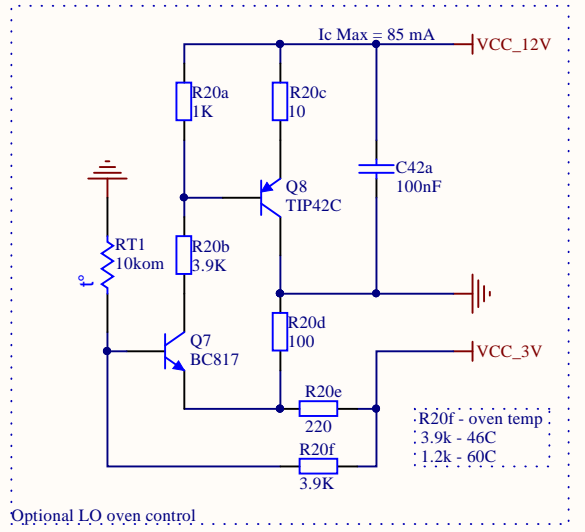 Ic Max = 85 mA
VCC_12V
R20a
1K
R20c
10
C42a
100nF
Q8
TIP42C
RT1
10kom
t°
R20b
3.9K
Q7
BC817
R20d
100
VCC_3V
R20e
220
R20f
3.9K
R20f - oven temp
3.9k - 46C
1.2k - 60C
Optional LO oven control